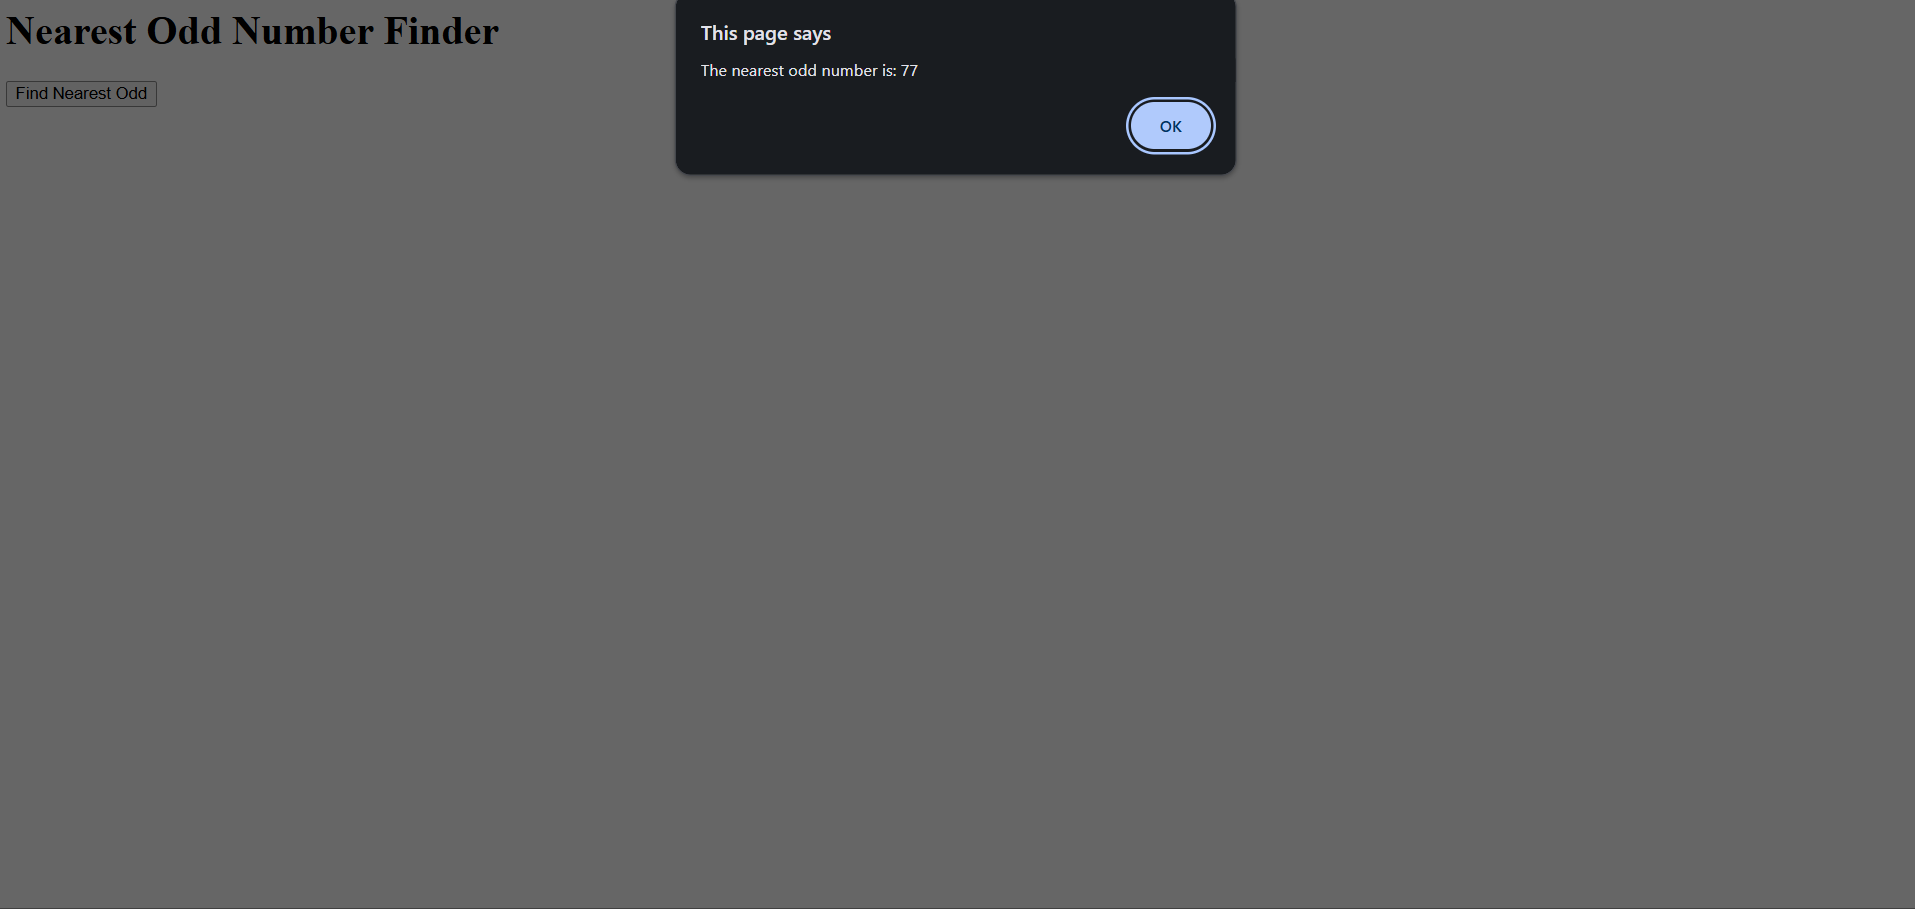 Nearest Odd Number Finder
Find Nearest Odd
This page says
The nearest odd number is: 77
OK